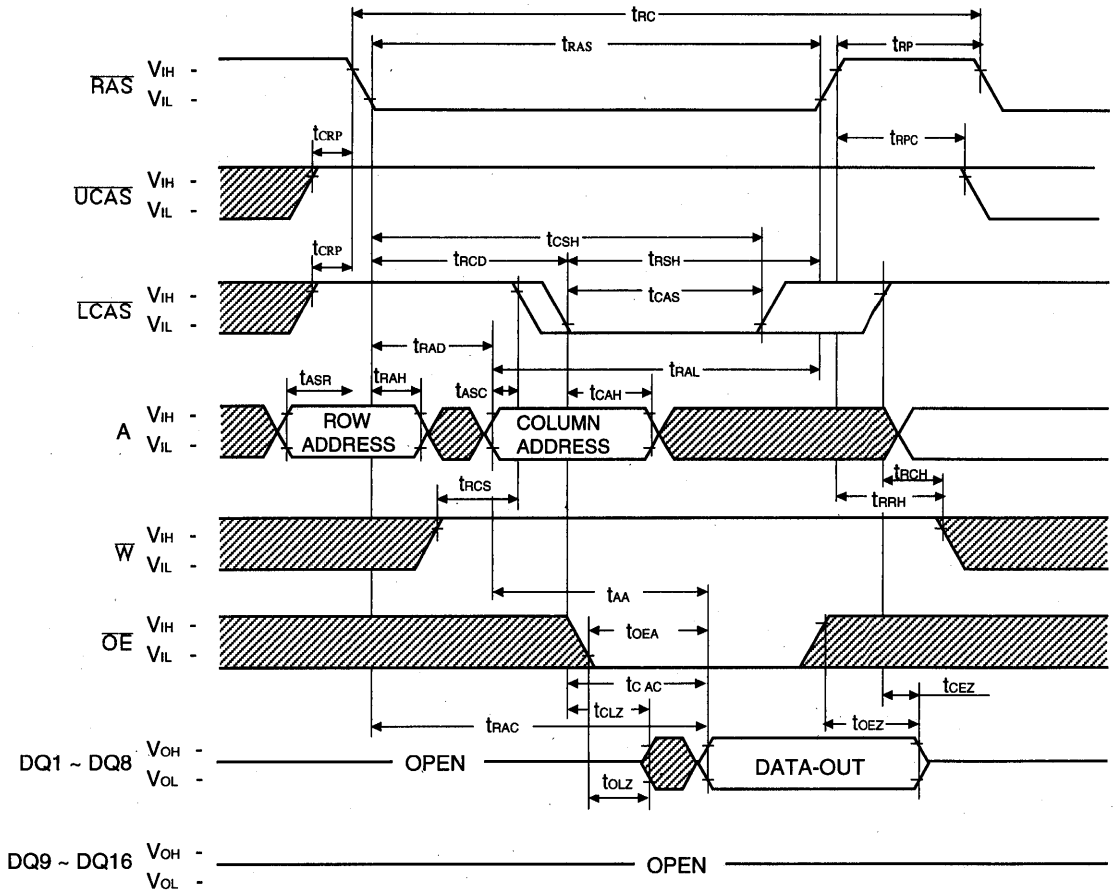 tRC
tRAS
tRP
RAS
VIH -
VIL -
tCRP
tRPC
UCAS
VIH -
VIL -
tCSH
tCRP
tRCD
tRSH
LCAS
VIH -
VIL -
tCAS
tRAD
tRAL
tASR
tRAH
tASC
tCAH
A
VIH -
VIL -
ROW
ADDRESS
COLUMN
ADDRESS
tRCS
tRCH
tRRH
W
VIH -
VIL -
tAA
OE
VIH -
VIL -
tOEA
tCAC
tCEZ
tCLZ
tOEZ
tRAC
DQ1 ~ DQ8
VOH -
VOL -
OPEN
DATA-OUT
tOLZ
DQ9 ~ DQ16
VOH -
VOL -
OPEN